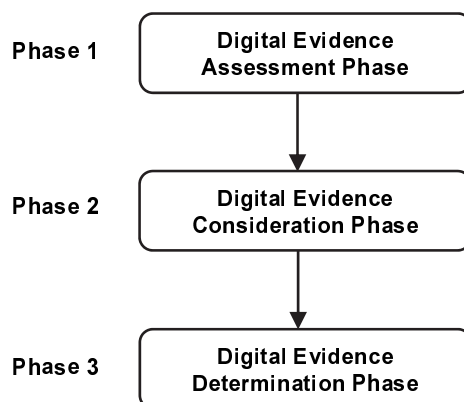 Phase 1
Digital Evidence
Assessment Phase
Phase 2
Digital Evidence
Consideration Phase
Phase 3
Digital Evidence
Determination Phase